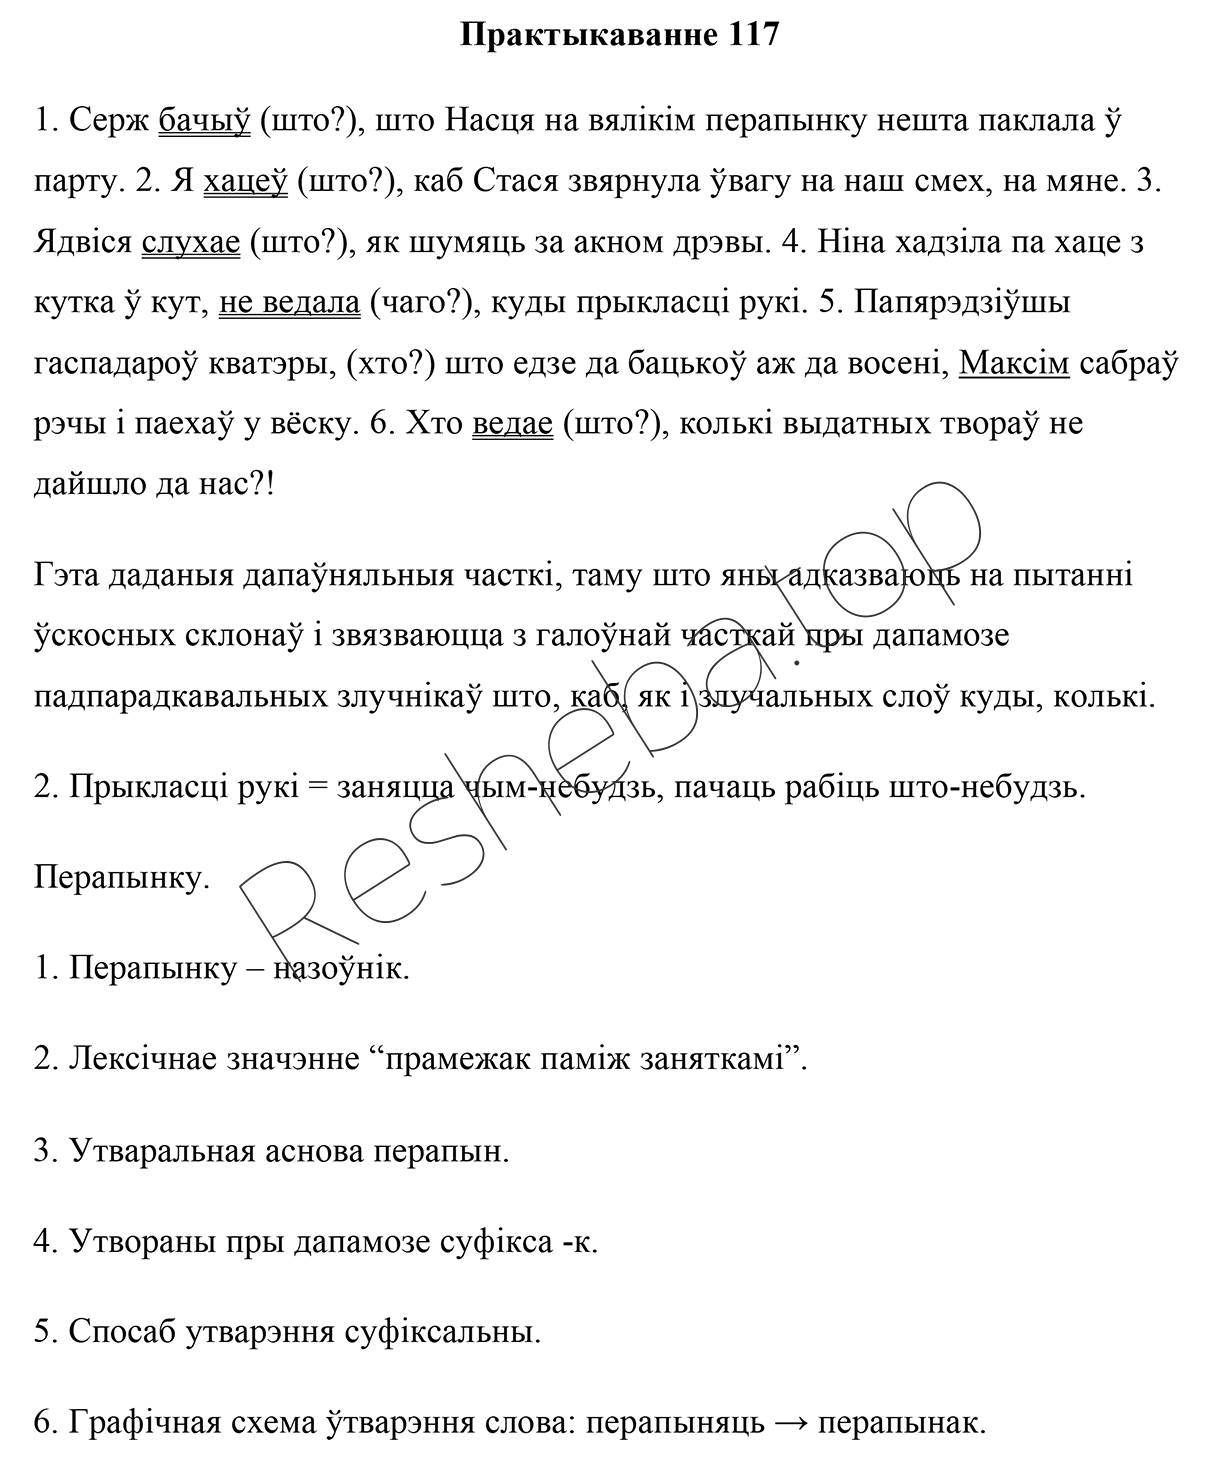 Практыкаванне 117
1. Серж бачыў (што?), што Насця на вялікім перапынку нешта паклала ў
парту. 2. Я хацеў (што?), каб Стася звярнула ўвагу на наш смех, на мяне. 3.
Ядвіся слухае (што?), як шумяць за акном дрэвы. 4. Ніна хадзіла па хаце з
кутка ў кут, не ведала (чаго?), куды прыкласці рукі. 5. Папярэдзіўшы
гаспадароў кватэры, (хто?) што едзе да бацькоў аж да восені, Максім сабраў
рэчы і паехаў у вёску. 6. Хто ведае (што?), колькі выдатных твораў не
дайшло да нас?!
Гэта даданыя дапаўняльныя часткі, таму што яны адказваюць на пытанні
ўскосных склонаў і звязваюцца з галоўнай часткай пры дапамозе
падпарадкавальных злучнікаў што, каб, як і злучальных слоў куды, колькі.
2. Прыкласці рукі = заняцца чым-небудзь, пачаць рабіць што-небудзь.
Перапынку.
1. Перапынку – назоўнік.
2. Лексічнае значэнне “прамежак паміж заняткамі”.
3. Утваральная аснова перапын.
4. Утвораны пры дапамозе суфікса -к.
5. Спосаб утварэння суфіксальны.
6. Графічная схема ўтварэння слова: перапыняць → перапынак.
Resheba.top